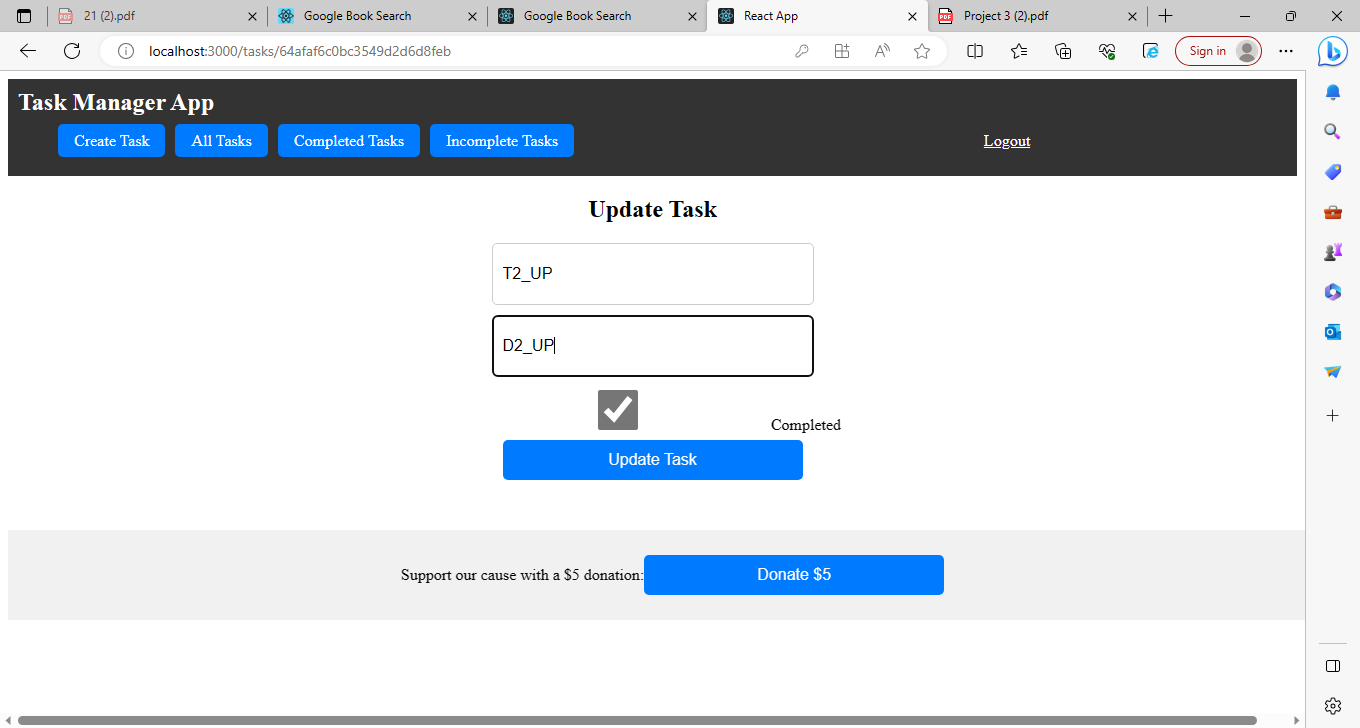 21 (2).pdf
Google Book Search
Google Book Search
React App
Project 3 (2).pdf
localhost:3000/tasks/64afaf6c0bc3549d2d6d8feb
Sign in
Task Manager App
Create Task
All Tasks
Completed Tasks
Incomplete Tasks
Logout
Update Task
T2_UP
D2_UP
Completed
Update Task
Support our cause with a $5 donation:
Donate $5